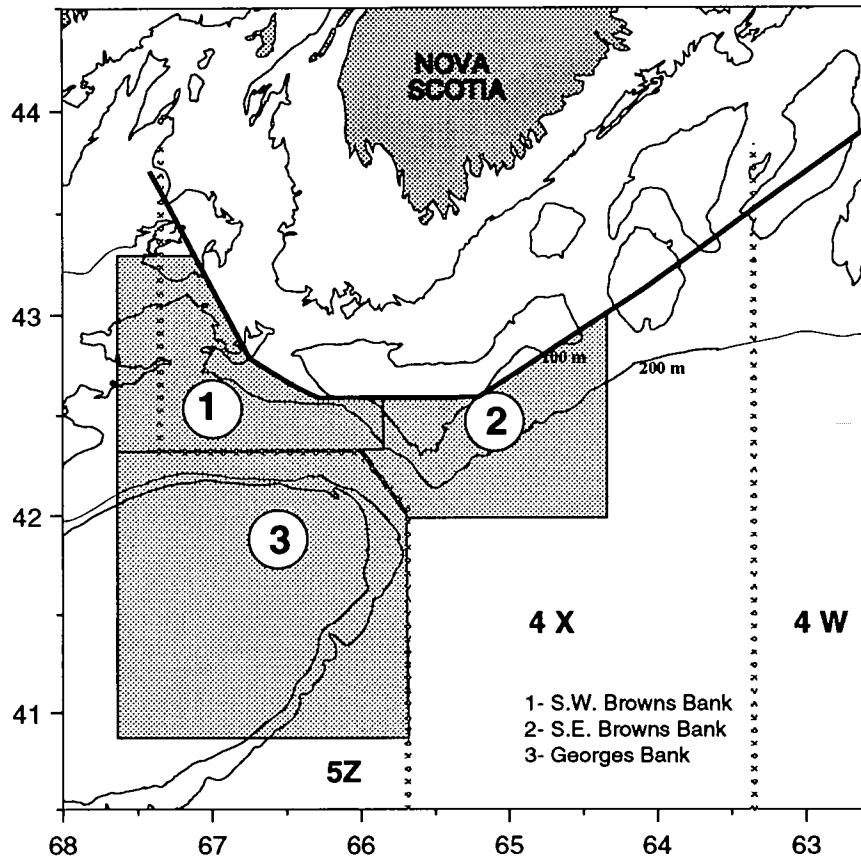 NOVA
SCOTIA
44
43
42
41
100 m
200 m
1
2
3
4 X
4 W
5Z
1- S.W. Browns Bank
2- S.E. Browns Bank
3- Georges Bank
68 67 66 65 64 63